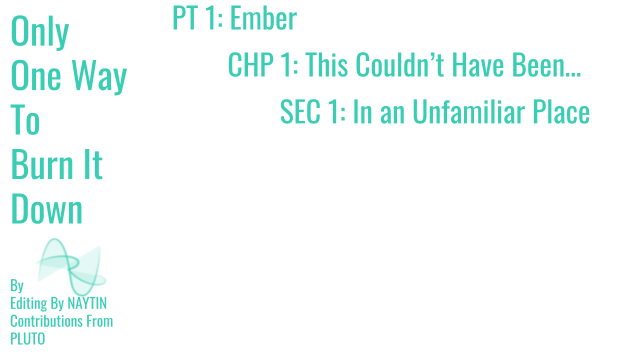 Only
One Way
To
Burn It
Down
By
Editing By NAYTIN
Contributions From
PLUTO
PT 1: Ember
CHP 1: This Couldn’t Have Been...
SEC 1: In an Unfamiliar Place